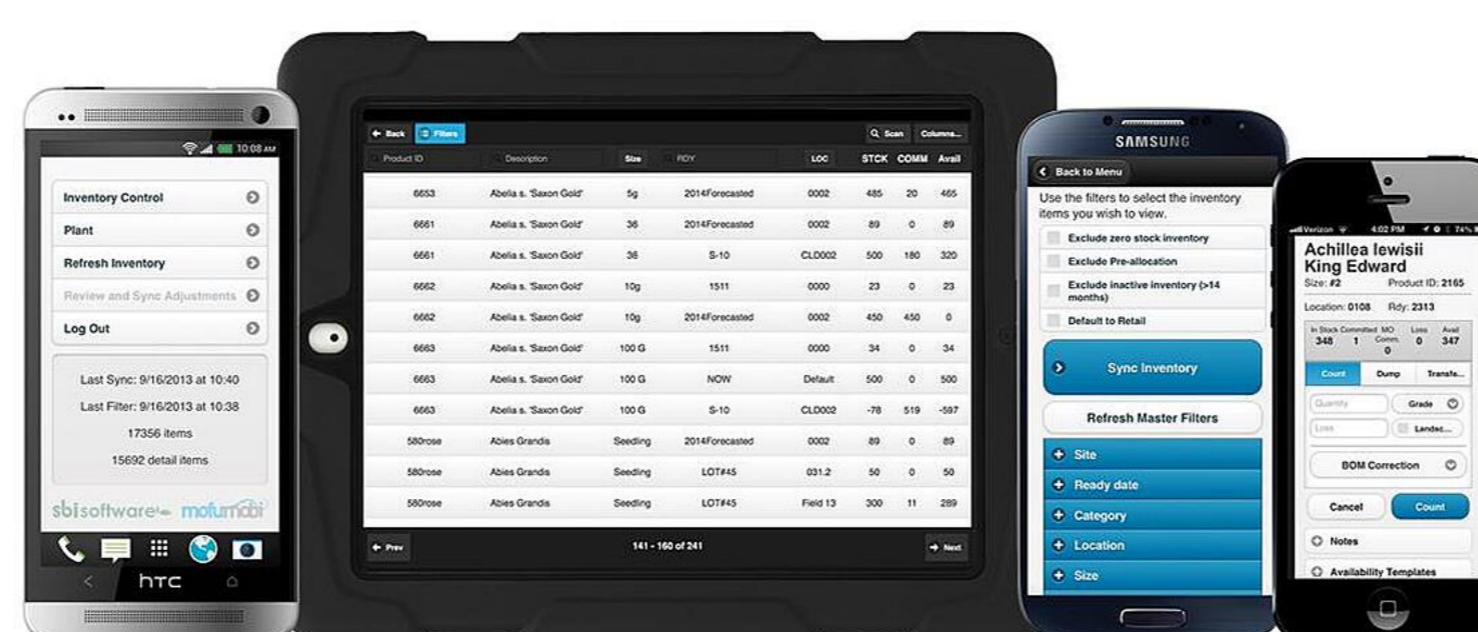 10:08 AM
Inventory Control
Plant
Refresh Inventory
Review and Sync Adjustments
Log Out
Last Sync: 9/16/2013 at 10:40
Last Filter: 9/16/2013 at 10:38
17356 items
15692 detail items
sbisoftware mofumobi
hTC
Back Filters Scan Columns...
Product ID Description Size RDY LOC STCK COMM Avail
6653 Abelia s. 'Saxon Gold' 5g 2014Forecasted 0002 485 20 465
6661 Abelia s. 'Saxon Gold' 36 2014Forecasted 0002 89 0 89
6661 Abelia s. 'Saxon Gold' 36 S-10 CLD002 500 180 320
6662 Abelia s. 'Saxon Gold' 10g 1511 0000 23 0 23
6662 Abelia s. 'Saxon Gold' 10g 2014Forecasted 0002 450 450 0
6663 Abelia s. 'Saxon Gold' 100 G 1511 0000 34 0 34
6663 Abelia s. 'Saxon Gold' 100 G NOW Default 500 0 500
6663 Abelia s. 'Saxon Gold' 100 G S-10 CLD002 -78 519 -597
580rose Abies Grandis Seedling 2014Forecasted 0002 89 0 89
580rose Abies Grandis Seedling LOT#45 031.2 50 0 50
580rose Abies Grandis Seedling LOT#45 Field 13 300 11 289
Prev 141 - 160 of 241 Next
SAMSUNG
Back to Menu
Use the filters to select the inventory
items you wish to view.
Exclude zero stock inventory
Exclude Pre-allocation
Exclude inactive inventory (>14
months)
Default to Retail
Sync Inventory
Refresh Master Filters
Site
Ready date
Category
Location
Size
Verizon 4:02 PM 74%
Achillea lewisii
King Edward
Size: #2 Product ID: 2165
Location: 0108 Rdy: 2313
In Stock Committed MO Comm. Loss Avail
348 1 0 0 347
Count Dump Transfe...
Quantity Grade
Loss Landsc...
BOM Correction
Cancel Count
Notes
Availability Templates